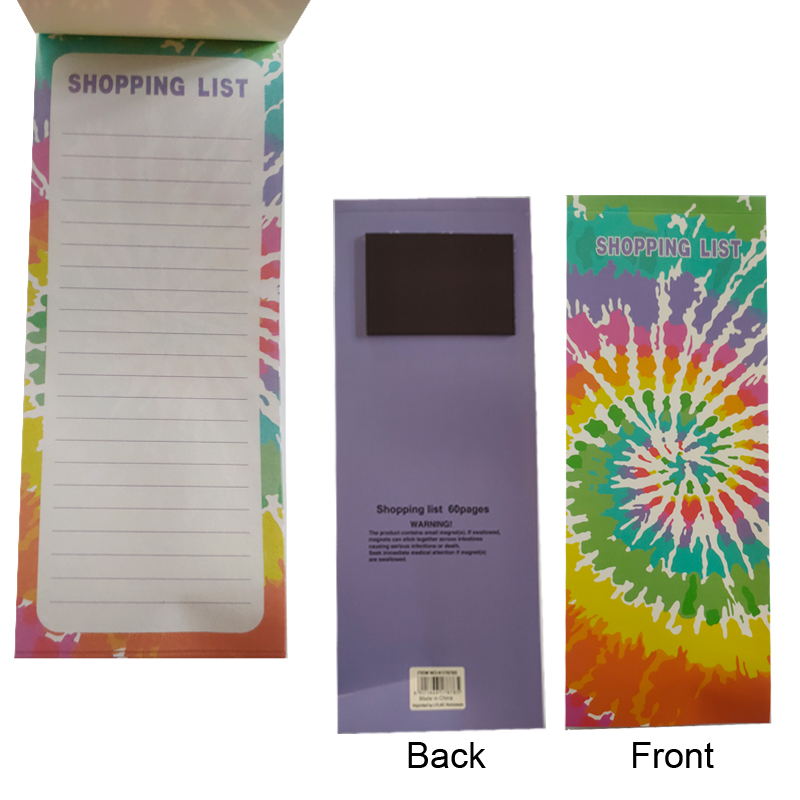 SHOPPING LIST
SHOPPING LIST
Shopping list 60pages
WARNING!
The product contains small magnet(s). If swallowed,
magnets can stick together across intestines
causing serious infections or death.
Seek immediate medical attention if magnet(s)
are swallowed.
ITEM NO
Made in China
Back
Front